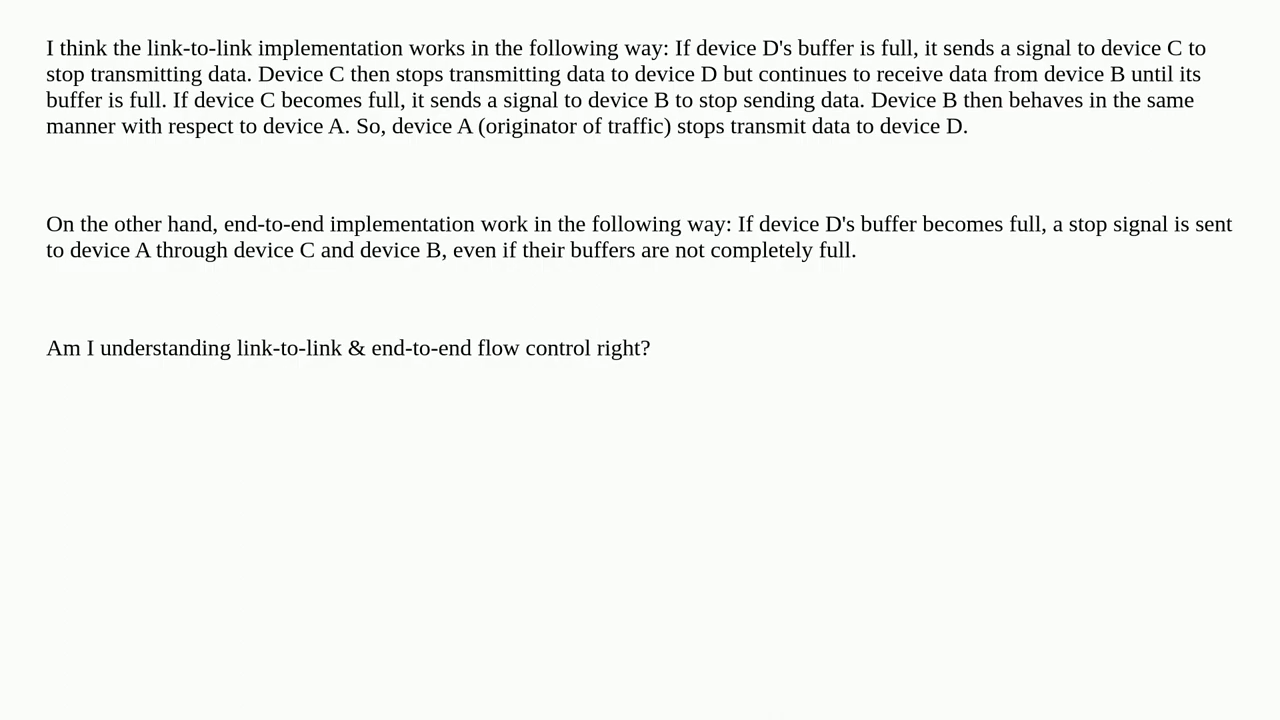 I think the link-to-link implementation works in the following way: If device D's buffer is full, it sends a signal to device C to
stop transmitting data. Device C then stops transmitting data to device D but continues to receive data from device B until its
buffer is full. If device C becomes full, it sends a signal to device B to stop sending data. Device B then behaves in the same
manner with respect to device A. So, device A (originator of traffic) stops transmit data to device D.
On the other hand, end-to-end implementation work in the following way: If device D's buffer becomes full, a stop signal is sent
to device A through device C and device B, even if their buffers are not completely full.
Am I understanding link-to-link & end-to-end flow control right?